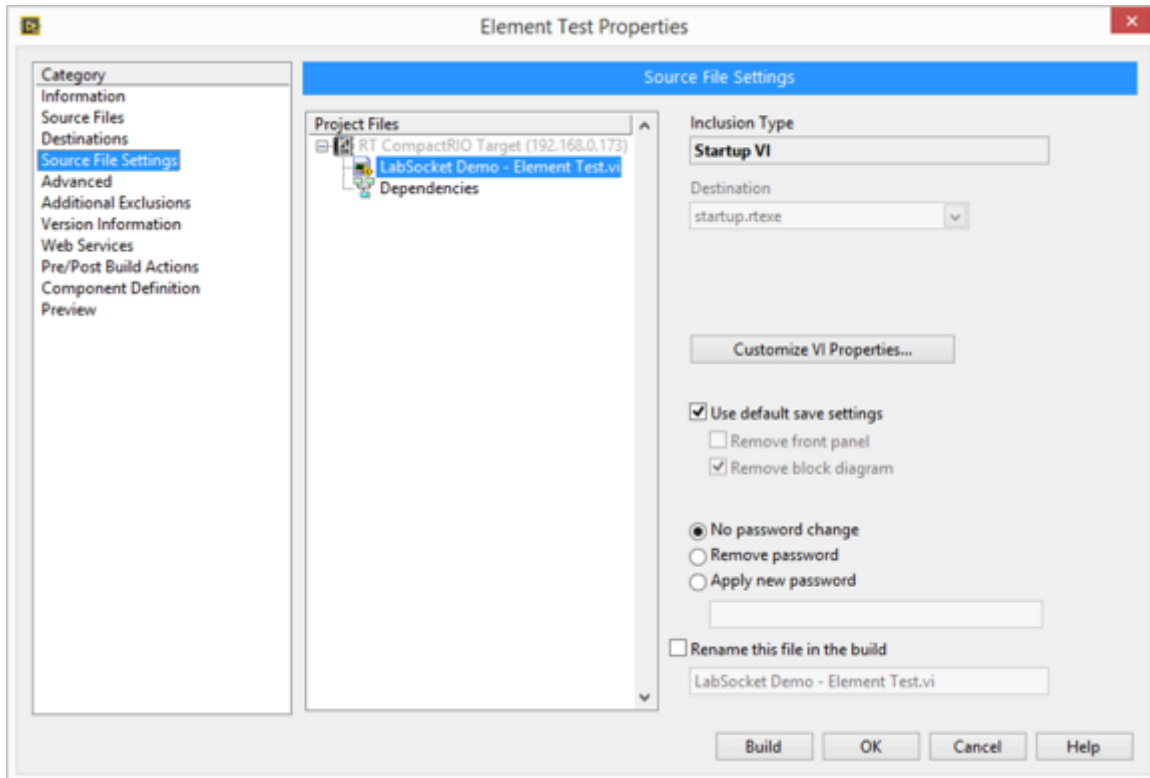 Element Test Properties
Category
Information
Source Files
Destinations
Source File Settings
Advanced
Additional Exclusions
Version Information
Web Services
Pre/Post Build Actions
Component Definition
Preview
Source File Settings
Project Files
RT CompactRIO Target (192.168.0.173)
LabSocket Demo - Element Test.vi
Dependencies
Inclusion Type
Startup VI
Destination
startup.rtexe
Customize VI Properties...
Use default save settings
Remove front panel
Remove block diagram
No password change
Remove password
Apply new password
Rename this file in the build
LabSocket Demo - Element Test.vi
Build
OK
Cancel
Help